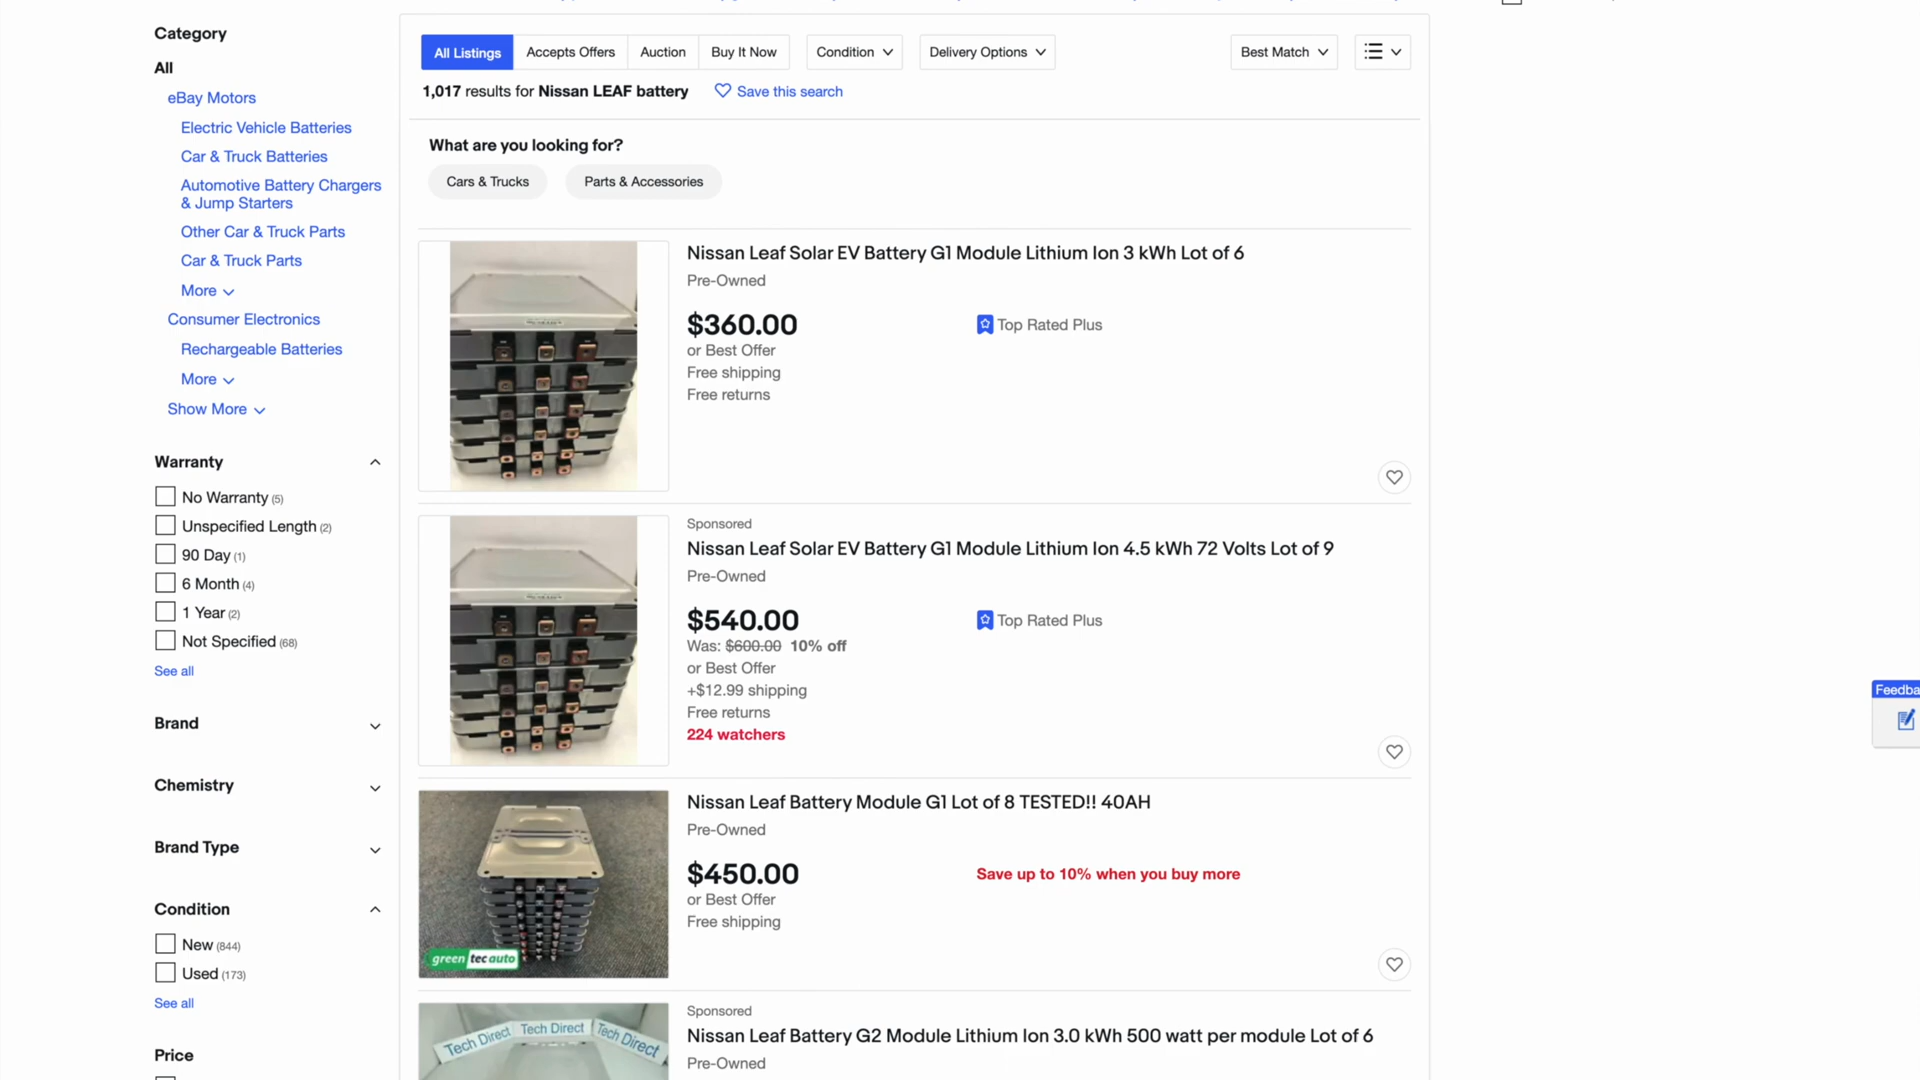 Category
All
eBay Motors
Electric Vehicle Batteries
Car & Truck Batteries
Automotive Battery Chargers
& Jump Starters
Other Car & Truck Parts
Car & Truck Parts
More
Consumer Electronics
Rechargeable Batteries
More
Show More
Warranty
No Warranty (5)
Unspecified Length (2)
90 Day (1)
6 Month (4)
1 Year (2)
Not Specified (68)
See all
Brand
Chemistry
Brand Type
Condition
New (844)
Used (173)
See all
Price
All Listings
Accepts Offers
Auction
Buy It Now
Condition
Delivery Options
Best Match
1,017 results for Nissan LEAF battery
Save this search
What are you looking for?
Cars & Trucks
Parts & Accessories
Nissan Leaf Solar EV Battery G1 Module Lithium Ion 3 kWh Lot of 6
Pre-Owned
$360.00
Top Rated Plus
or Best Offer
Free shipping
Free returns
Sponsored
Nissan Leaf Solar EV Battery G1 Module Lithium Ion 4.5 kWh 72 Volts Lot of 9
Pre-Owned
$540.00
Top Rated Plus
Was: $600.00 10% off
or Best Offer
+$12.99 shipping
Free returns
224 watchers
Nissan Leaf Battery Module G1 Lot of 8 TESTED!! 40AH
Pre-Owned
$450.00
Save up to 10% when you buy more
or Best Offer
Free shipping
green tec auto
Sponsored
Nissan Leaf Battery G2 Module Lithium Ion 3.0 kWh 500 watt per module Lot of 6
Pre-Owned
Tech Direct
Tech Direct
Tech Direct
Feedba